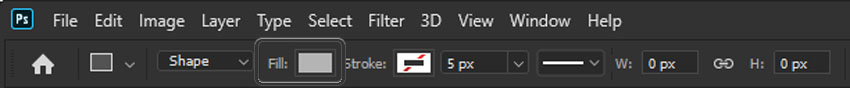 Ps File Edit Image Layer Type Select Filter 3D View Window Help
Shape Fill: Stroke: 5 px W: 0 px H: 0 px